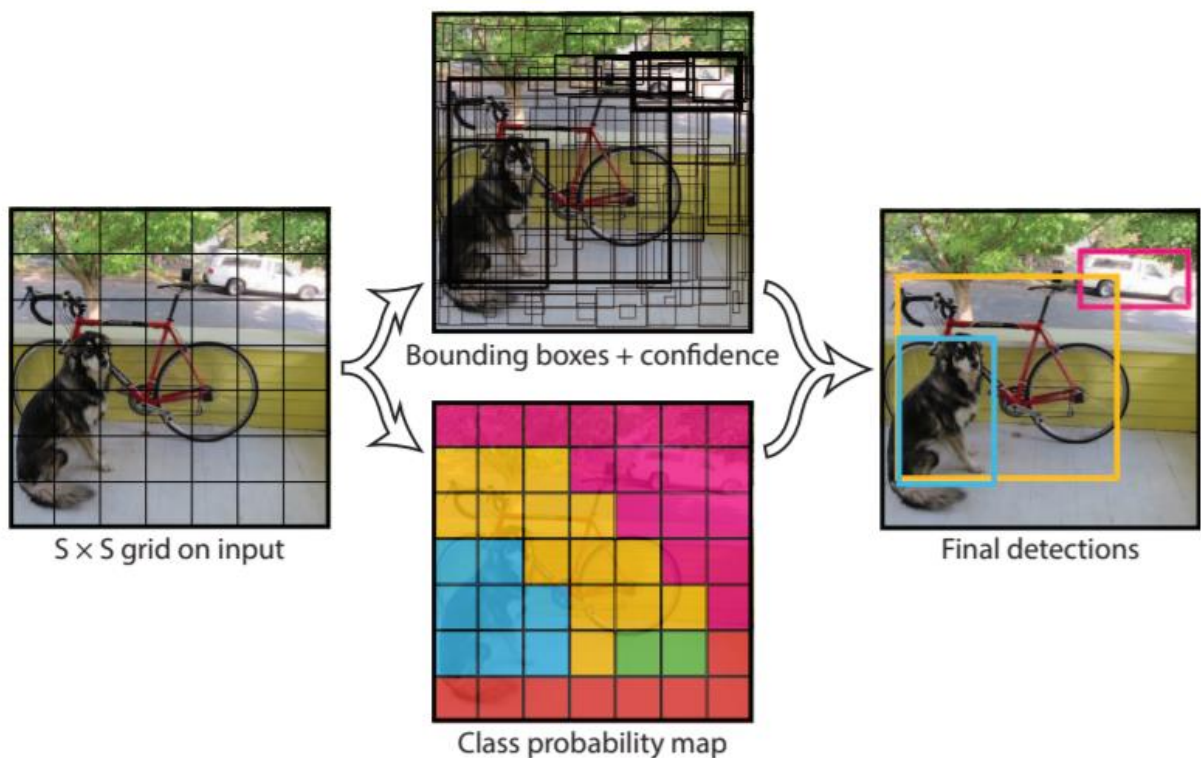 S × S grid on input
Bounding boxes + confidence
Class probability map
Final detections